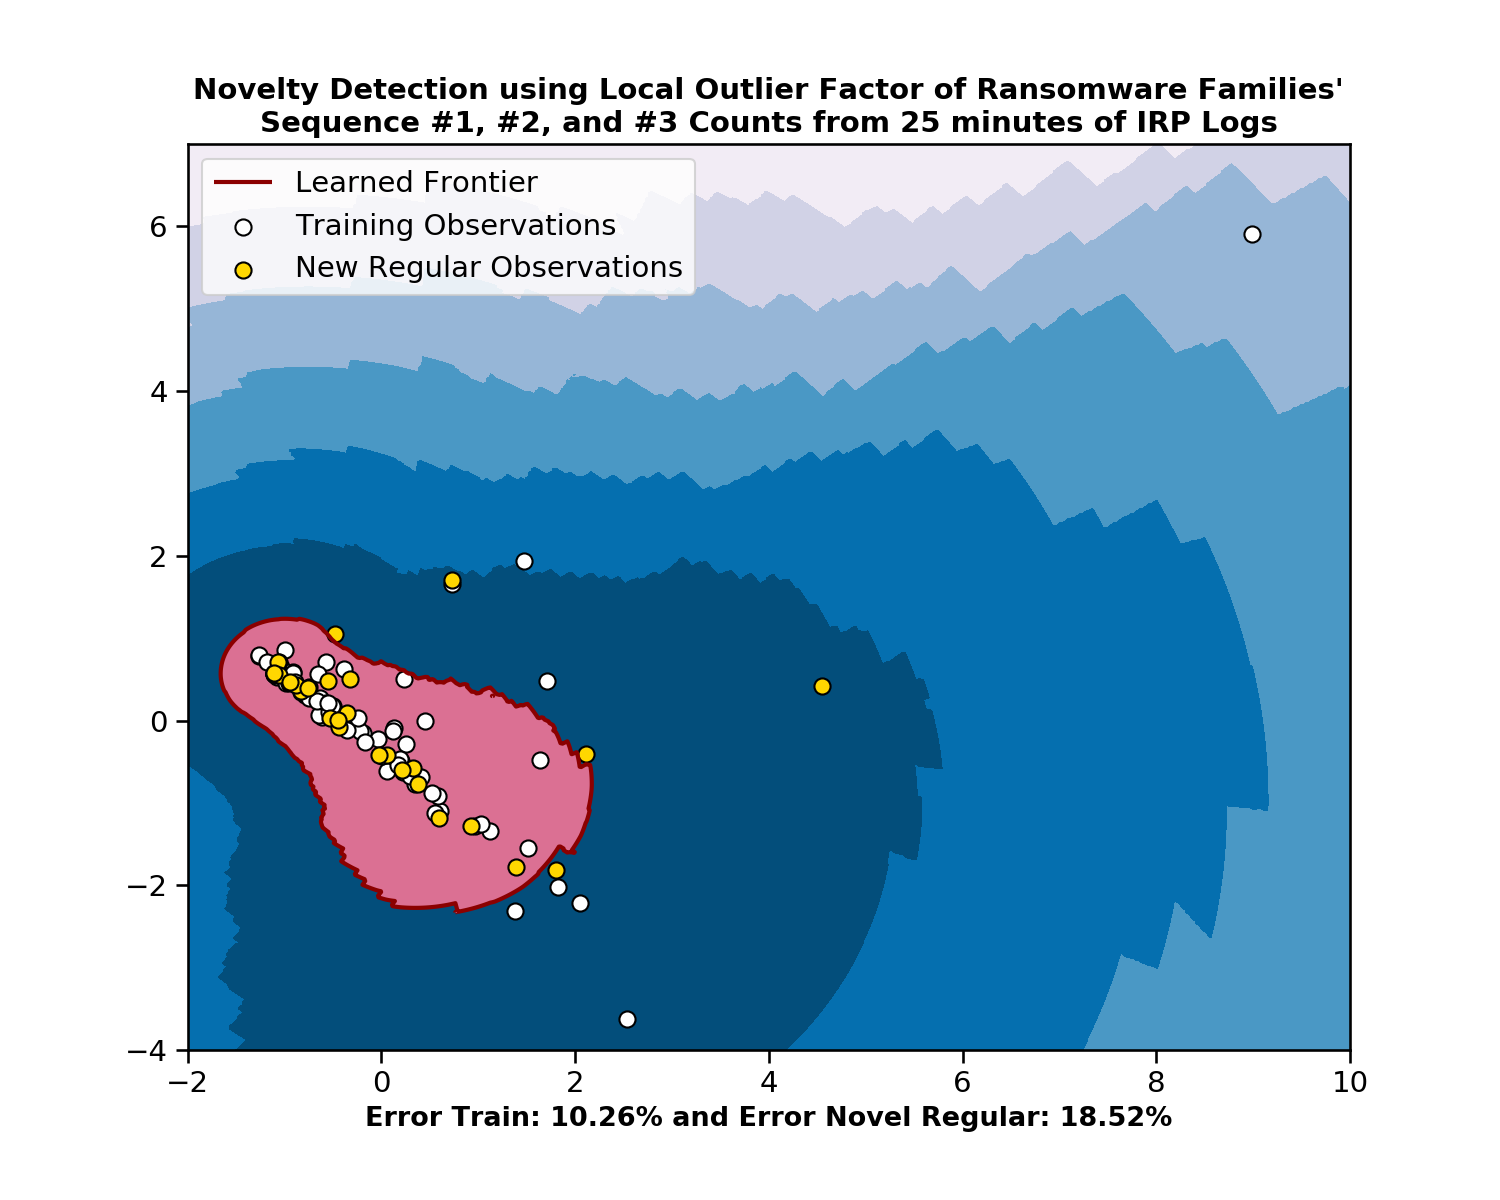 Novelty Detection using Local Outlier Factor of Ransomware Families'
Sequence #1, #2, and #3 Counts from 25 minutes of IRP Logs
Learned Frontier
Training Observations
New Regular Observations
6
4
2
0
−2
−4
−2
0
2
4
6
8
10
Error Train: 10.26% and Error Novel Regular: 18.52%